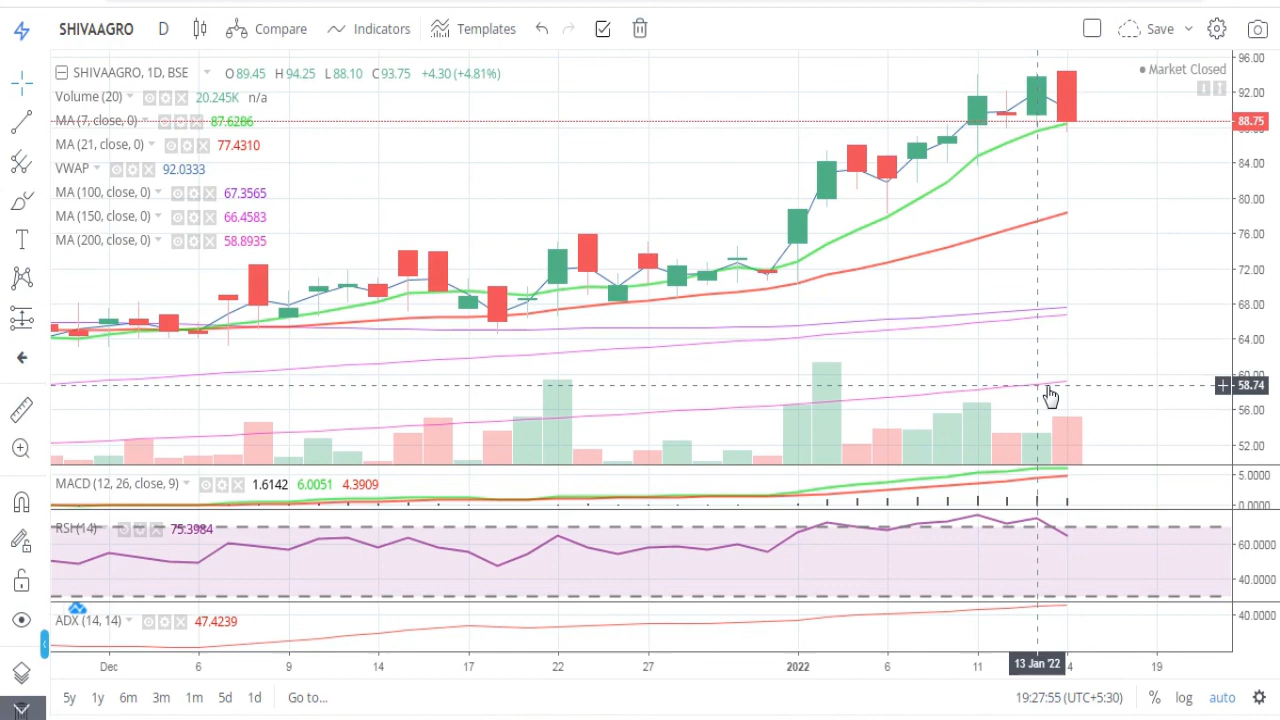 SHIVAAGRO D Compare Indicators Templates Save
SHIVAAGRO, 1D, BSE O89.45 H94.25 L88.10 C93.75 +4.30 (+4.81%)
Market Closed
Volume (20) 20.245K n/a
MA (7, close, 0) 87.6286
MA (21, close, 0) 77.4310
VWAP 92.0333
MA (100, close, 0) 67.3565
MA (150, close, 0) 66.4583
MA (200, close, 0) 58.8935
96.00
92.00
88.75
84.00
80.00
76.00
72.00
68.00
64.00
60.00
58.74
56.00
52.00
MACD (12, 26, close, 9) 1.6142 6.0051 4.3909
5.0000
0.0000
RSI (14) 75.3984
60.0000
40.0000
ADX (14, 14) 47.4239
40.0000
Dec 6 9 14 17 22 27 2022 6 11 13 Jan '22 4 19
5y 1y 6m 3m 1m 5d 1d Go to... 19:27:55 (UTC+5:30) % log auto